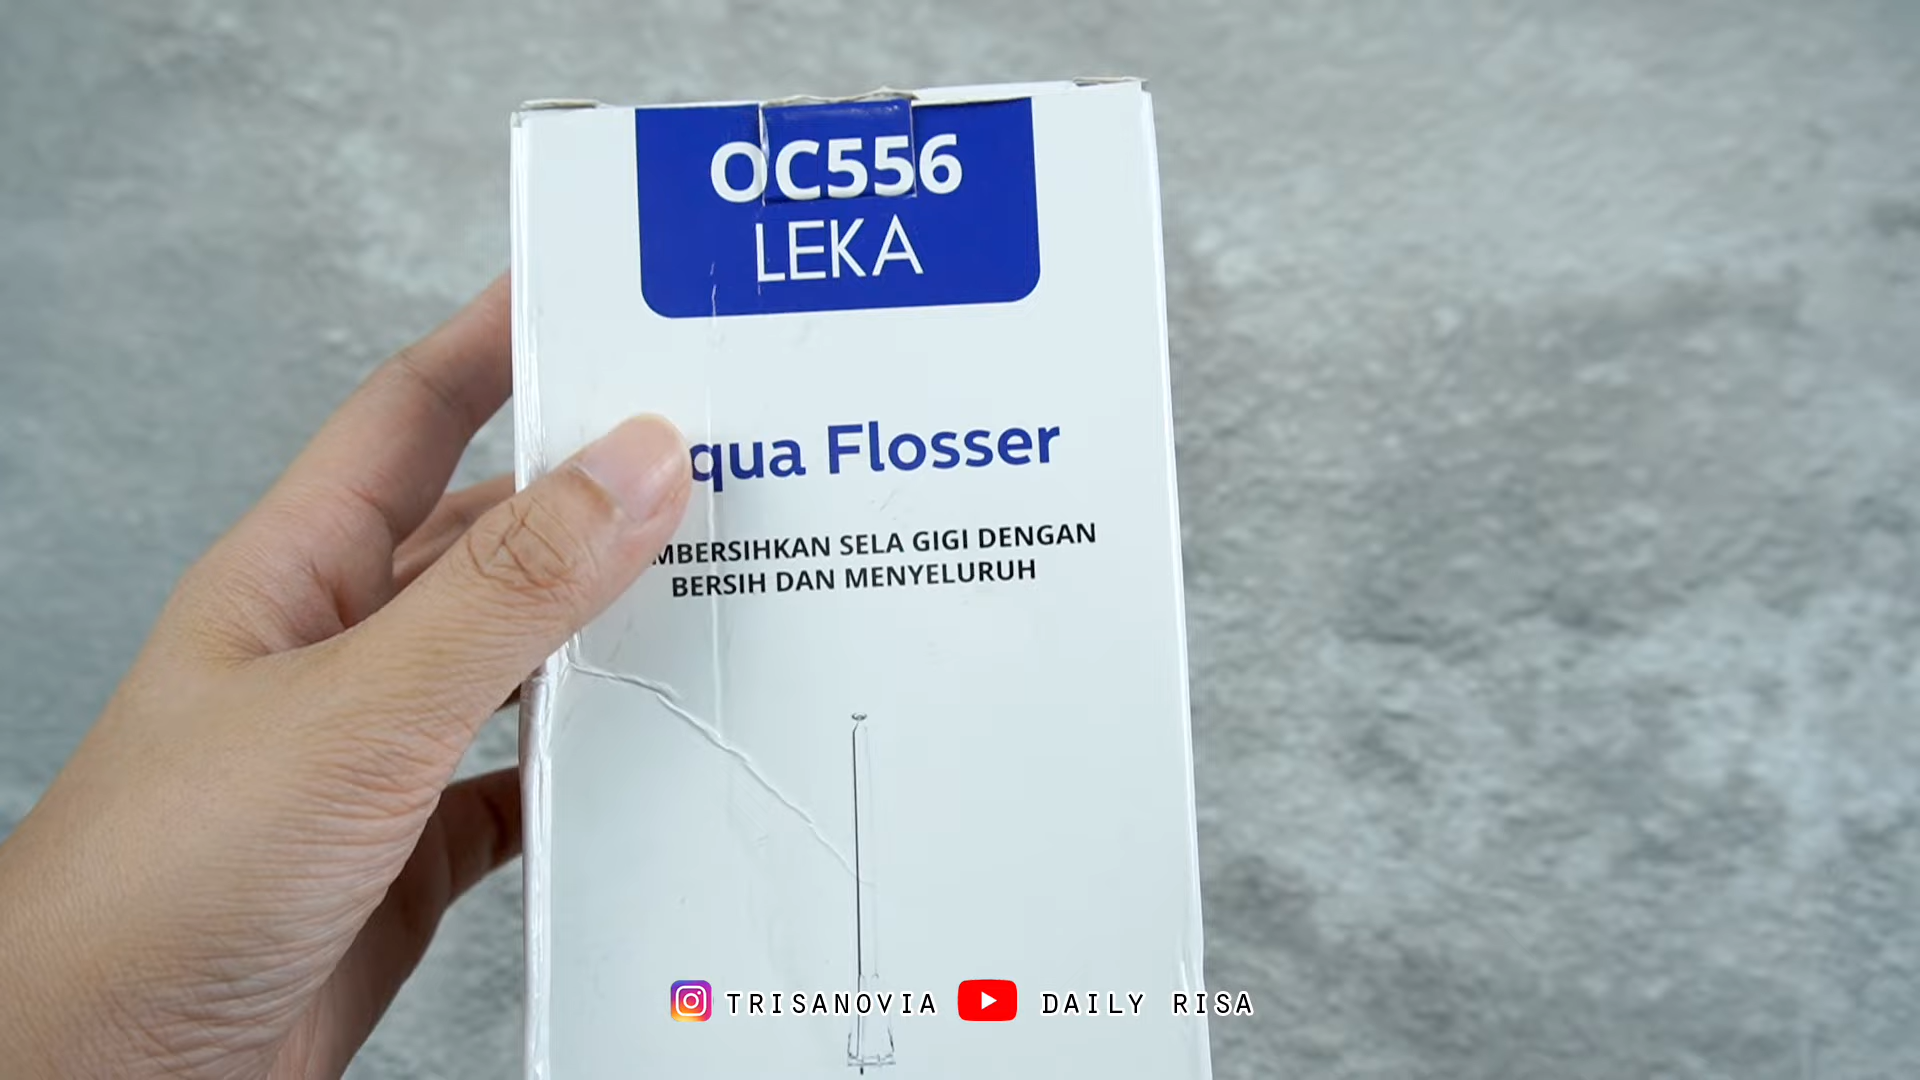 OC556
LEKA
qua Flosser
MBERSIHKAN SELA GIGI DENGAN
BERSIH DAN MENYELURUH
TRISANOVIA DAILY RISA